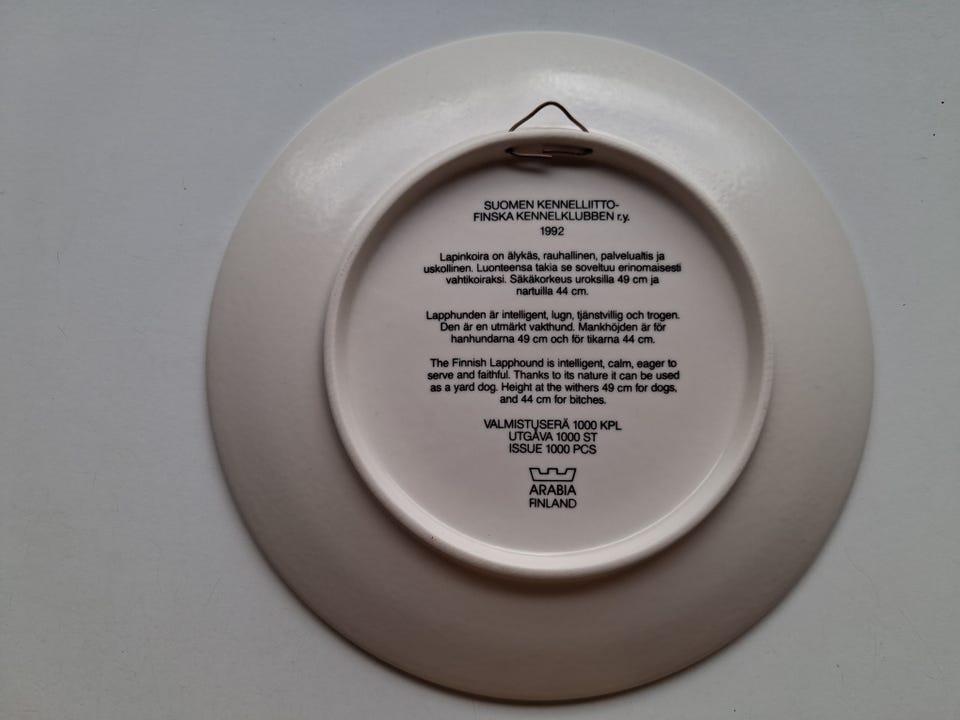 SUOMEN KENNELLIITTO-
FINSKA KENNELKLUBBEN r.y.
1992
Lapinkoira on älykäs, rauhallinen, palvelualtis ja
uskollinen. Luonteensa takia se soveltuu erinomaisesti
vahtikoiraksi. Säkäkorkeus uroksilla 49 cm ja
nartuilla 44 cm.
Lapphunden är intelligent, lugn, tjänstvillig och trogen.
Den är en utmärkt vakthund. Mankhöjden är för
hanhundarna 49 cm och för tikarna 44 cm.
The Finnish Lapphound is intelligent, calm, eager to
serve and faithful. Thanks to its nature it can be used
as a yard dog. Height at the withers 49 cm for dogs,
and 44 cm for bitches.
VALMISTUSERÄ 1000 KPL
UTGÅVA 1000 ST
ISSUE 1000 PCS
ARABIA
FINLAND